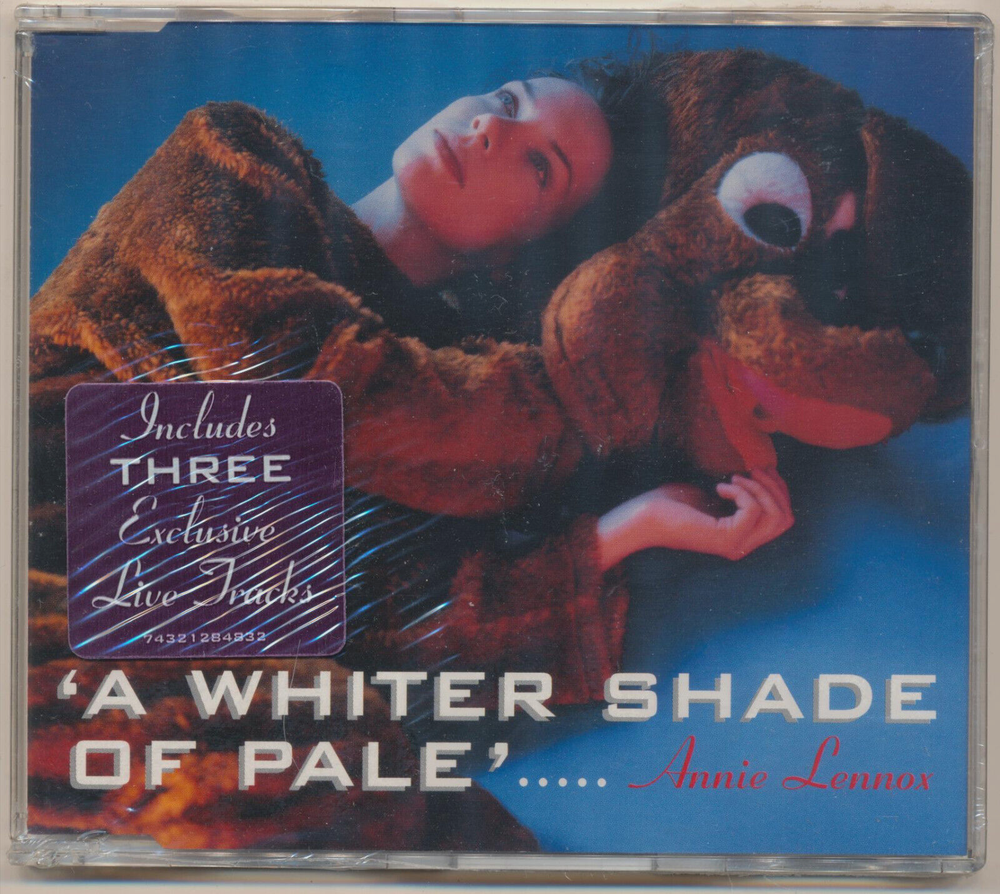 Includes
THREE
Exclusive
Live Tracks
74321284832
'A WHITER SHADE
OF PALE'..... Annie Lennox